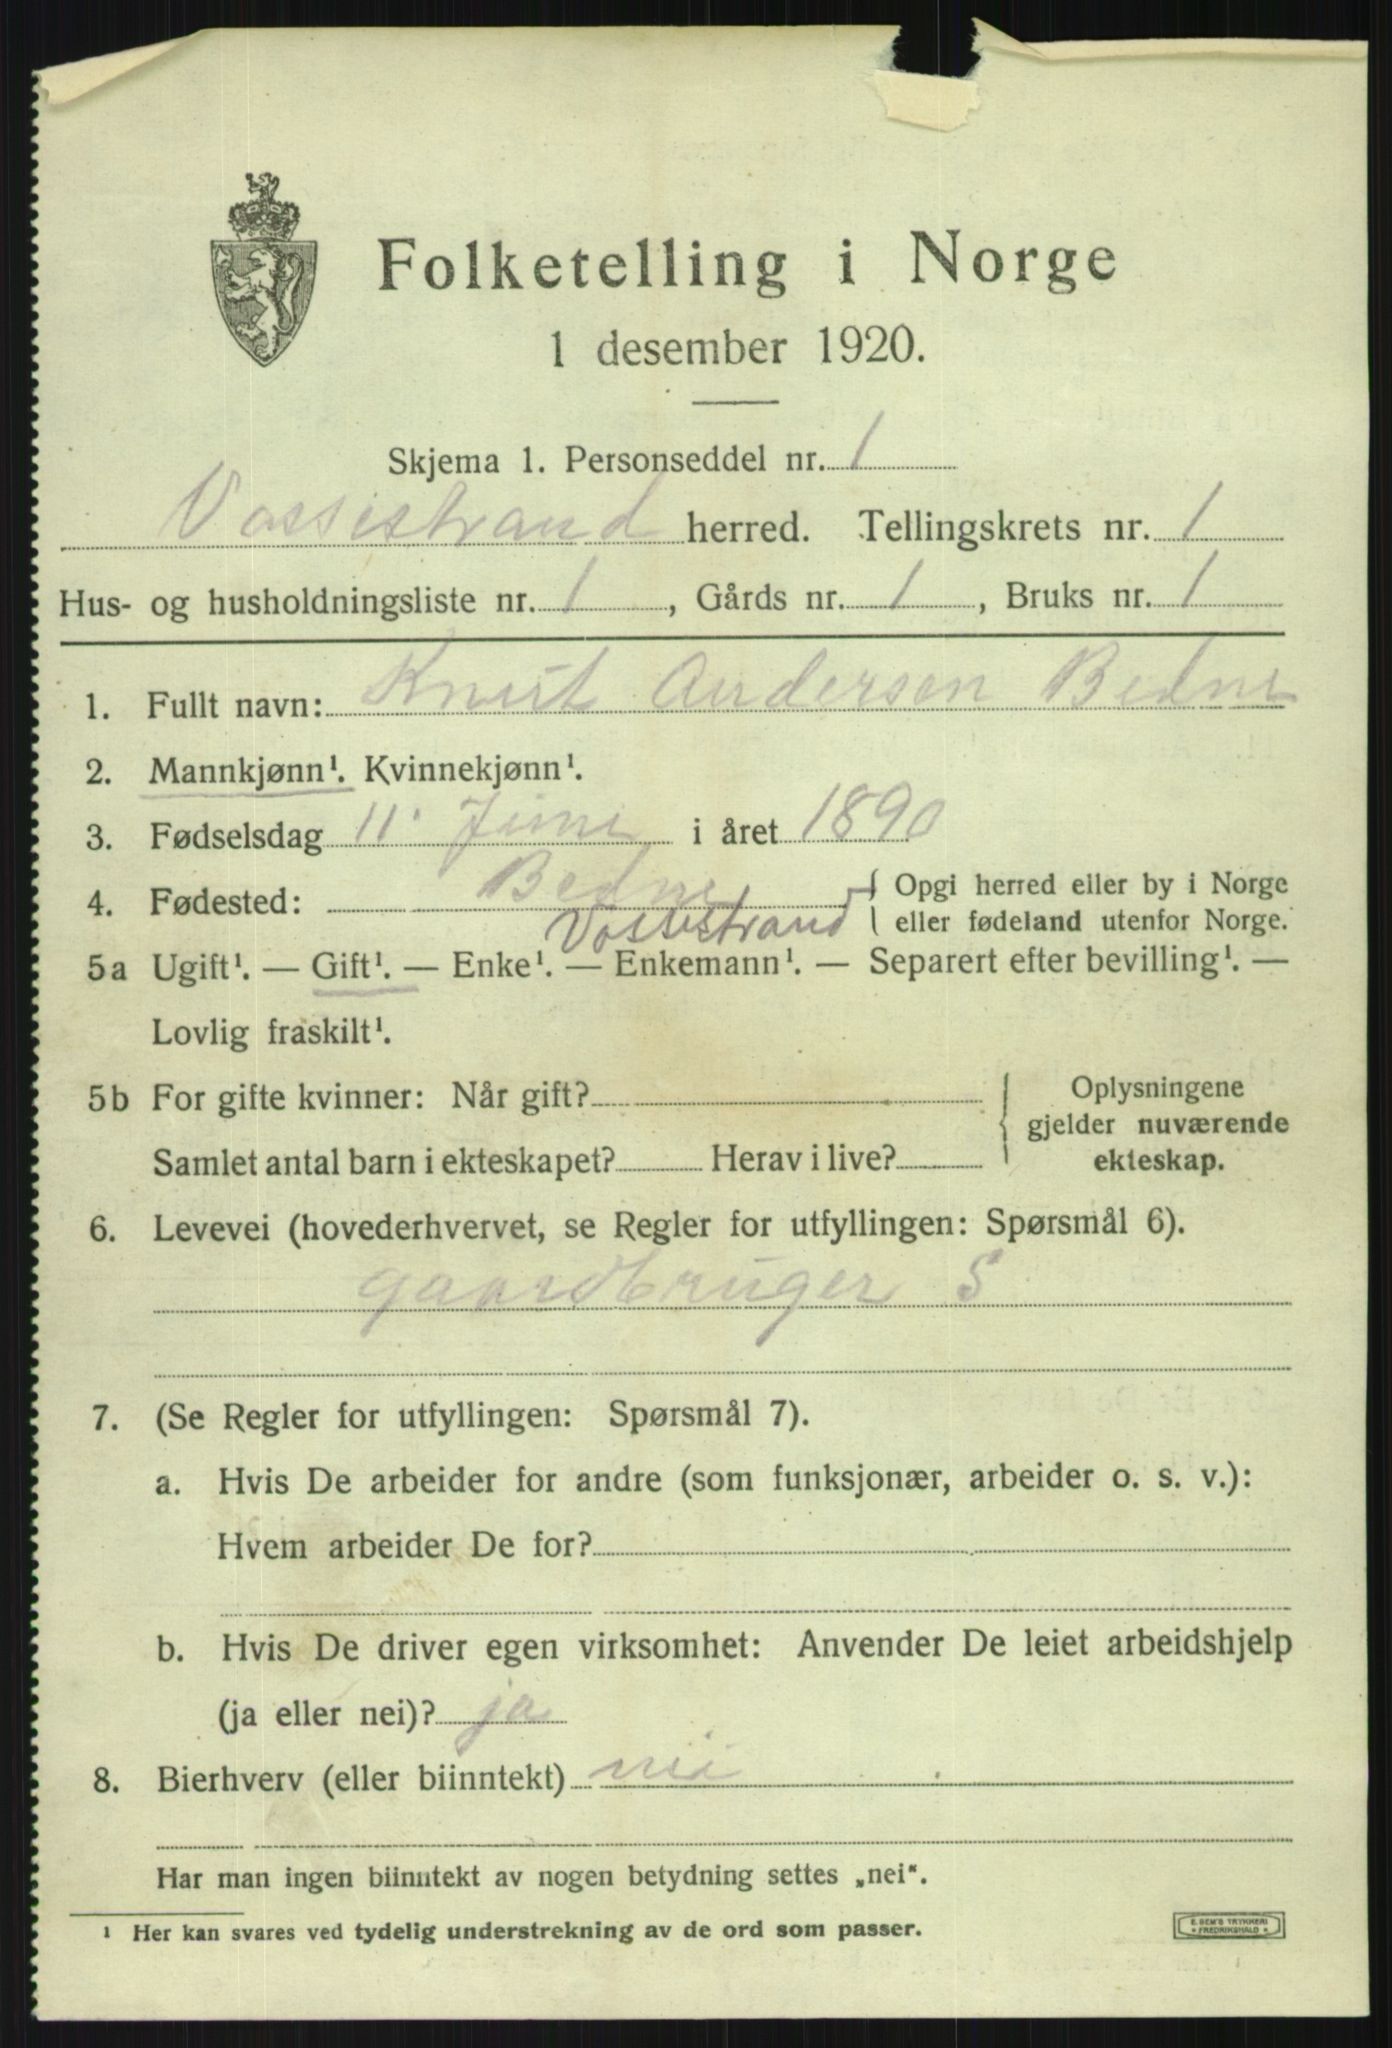 Folketelling i Norge
1 desember 1920.
Skjema 1. Personseddel nr. 1
Vossestrand herred. Tellingskrets nr. 1
Hus- og husholdningsliste nr. 1, Gårds nr. 1, Bruks nr. 1
1. Fullt navn: Knut Anderson Bedne
2. Mannkjønn¹. Kvinnekjønn¹.
3. Fødselsdag 11. June i året 1890
4. Fødested: Bedne { Opgi herred eller by i Norge
Vossestrand eller fødeland utenfor Norge.
5a Ugift¹. — Gift¹. — Enke¹. — Enkemann¹. — Separert efter bevilling¹. —
Lovlig fraskilt¹.
5b For gifte kvinner: Når gift? Oplysningene
gjelder nuværende
Samlet antal barn i ekteskapet? Herav i live? ekteskap.
6. Levevei (hovederhvervet, se Regler for utfyllingen: Spørsmål 6).
gaardbruger S
7. (Se Regler for utfyllingen: Spørsmål 7).
a. Hvis De arbeider for andre (som funksjonær, arbeider o. s. v.):
Hvem arbeider De for?
b. Hvis De driver egen virksomhet: Anvender De leiet arbeidshjelp
(ja eller nei)? ja
8. Bierhverv (eller biinntekt) nei
Har man ingen biinntekt av nogen betydning settes „nei".
¹ Her kan svares ved tydelig understrekning av de ord som passer.
E. SEM'S TRYKKERI
• FREDRIKSHALD •